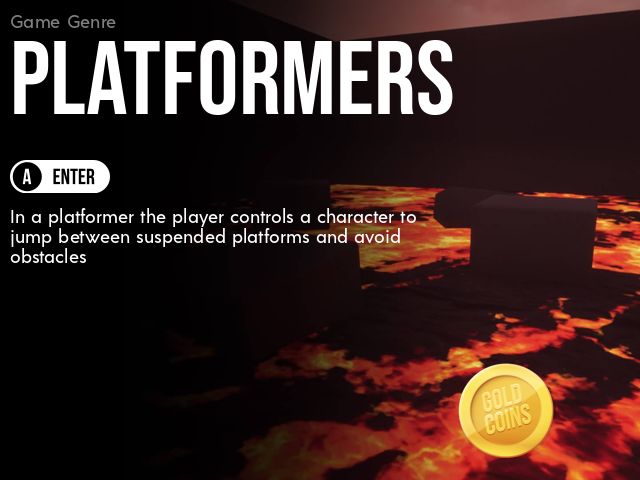 Game Genre
PLATFORMERS
A ENTER
In a platformer the player controls a character to
jump between suspended platforms and avoid
obstacles
GOLD
COINS